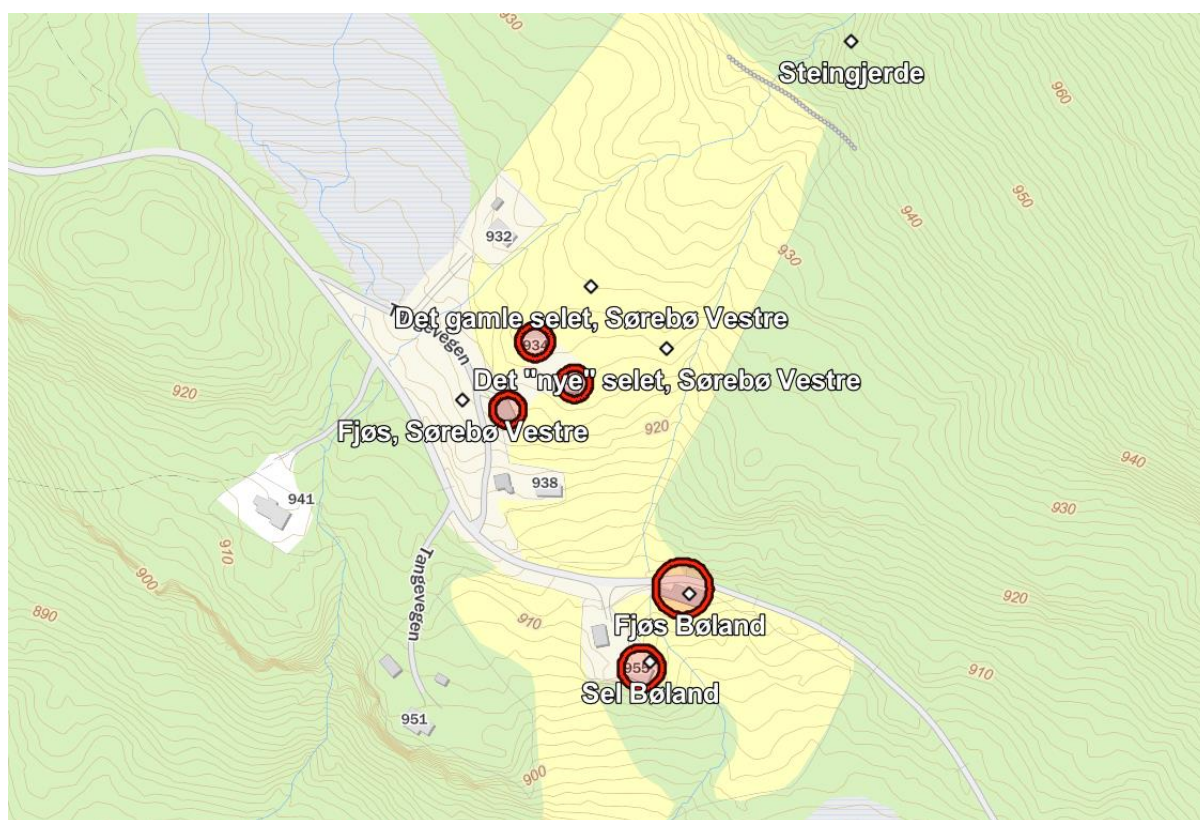 930
Steingjerde
960
950
940
932
930
Tangevegen
Det gamle selet, Sørebø Vestre
934
920
Det "nye" selet, Sørebø Vestre
920
Fjøs, Sørebø Vestre
940
938
941
930
910
900
Tangevegen
920
890
910
Fjøs Bøland
910
955
Sel Bøland
951
900